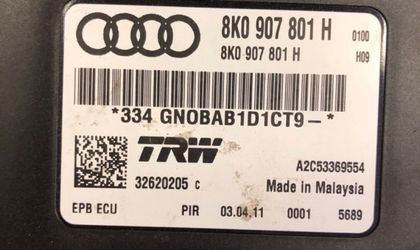 8K0 907 801 H 0100
8K0 907 801 H H09
*334 GNOBAB1D1CT9-*
TRW A2C53369554
32620205 C Made in Malaysia
EPB ECU PIR 03.04.11 0001 5689